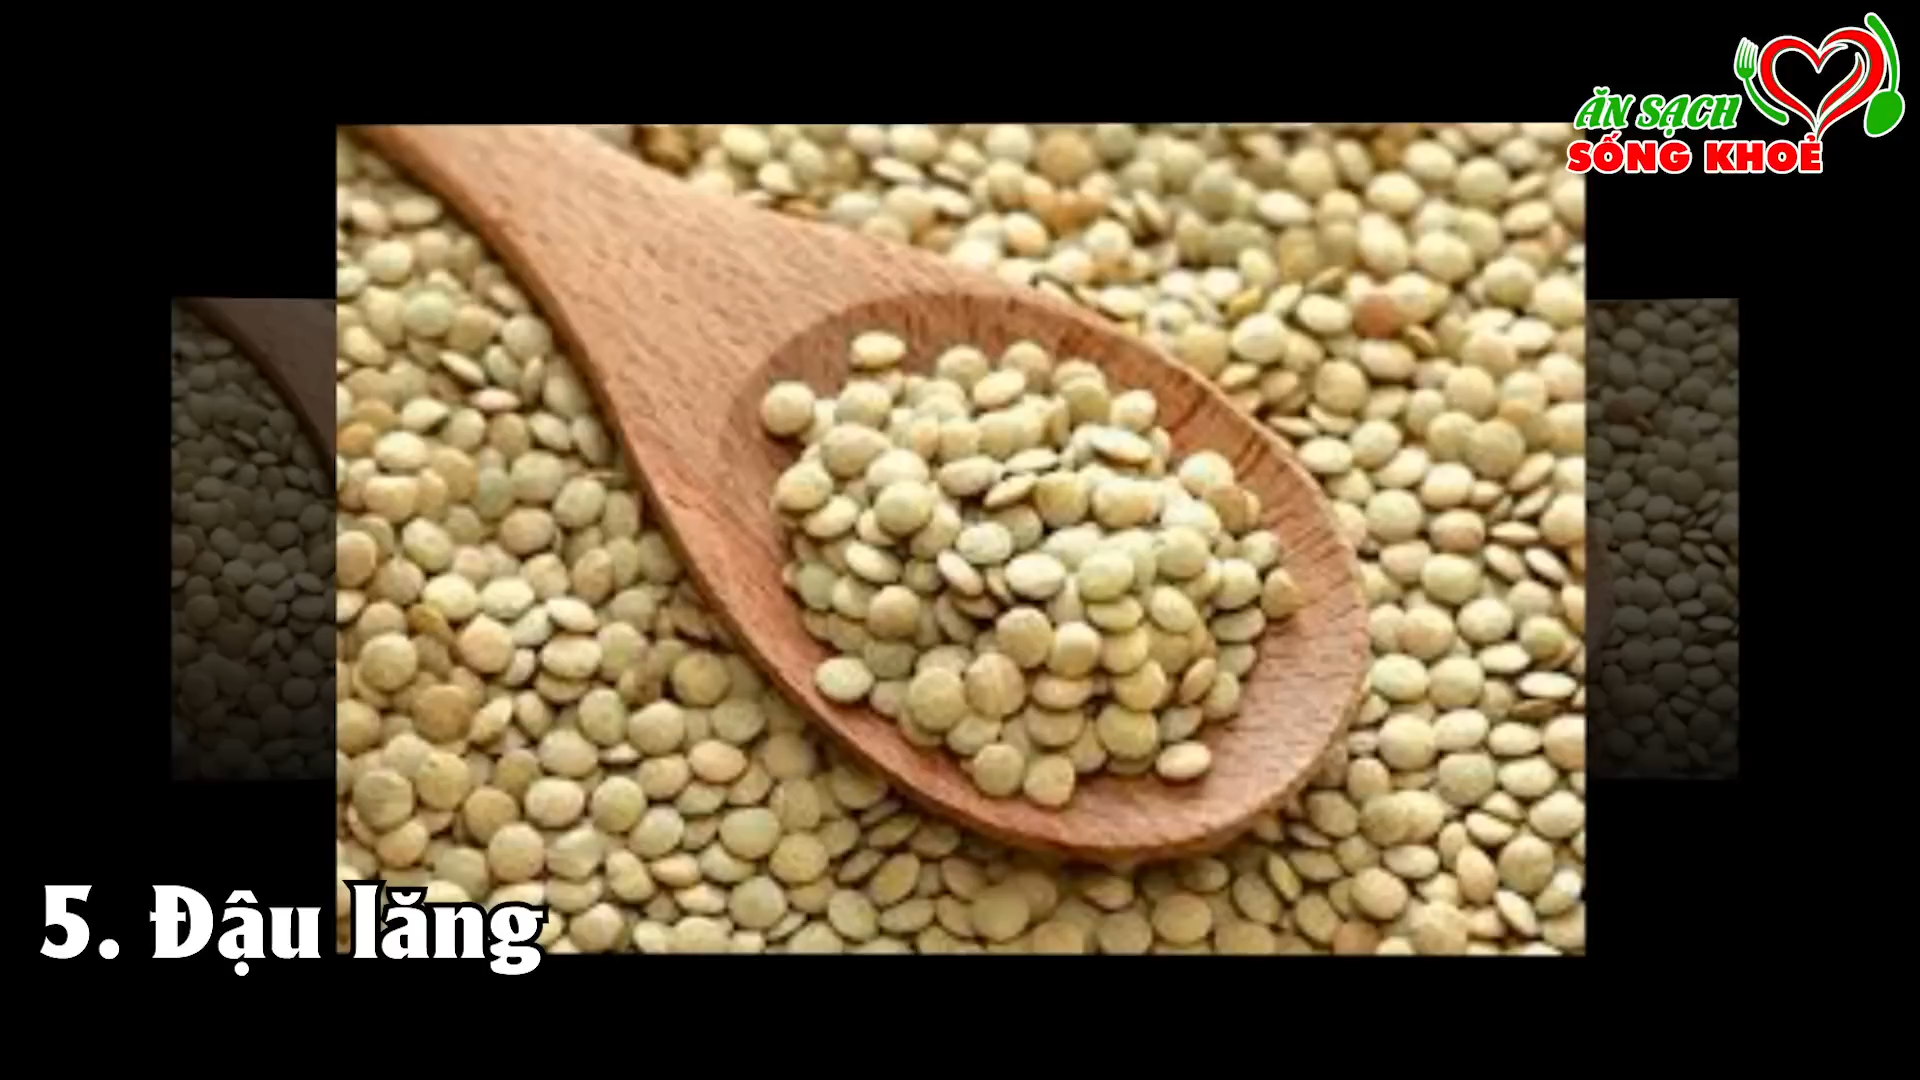 ĂN SẠCH
SỐNG KHOẺ
5. Đậu lăng